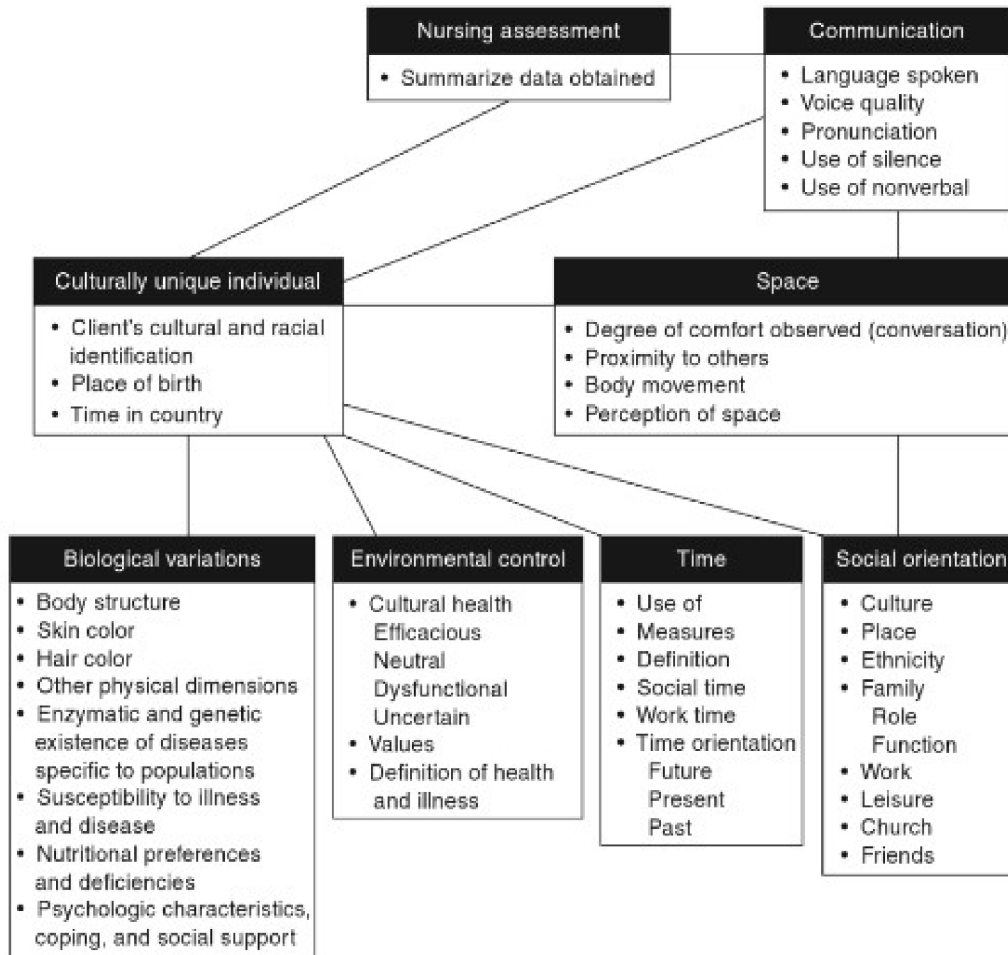 Nursing assessment
• Summarize data obtained
Communication
• Language spoken
• Voice quality
• Pronunciation
• Use of silence
• Use of nonverbal
Culturally unique individual
• Client's cultural and racial
identification
• Place of birth
• Time in country
Space
• Degree of comfort observed (conversation)
• Proximity to others
• Body movement
• Perception of space
Biological variations
• Body structure
• Skin color
• Hair color
• Other physical dimensions
• Enzymatic and genetic
existence of diseases
specific to populations
• Susceptibility to illness
and disease
• Nutritional preferences
and deficiencies
• Psychologic characteristics,
coping, and social support
Environmental control
• Cultural health
Efficacious
Neutral
Dysfunctional
Uncertain
• Values
• Definition of health
and illness
Time
• Use of
• Measures
• Definition
• Social time
• Work time
• Time orientation
Future
Present
Past
Social orientation
• Culture
• Place
• Ethnicity
• Family
Role
Function
• Work
• Leisure
• Church
• Friends